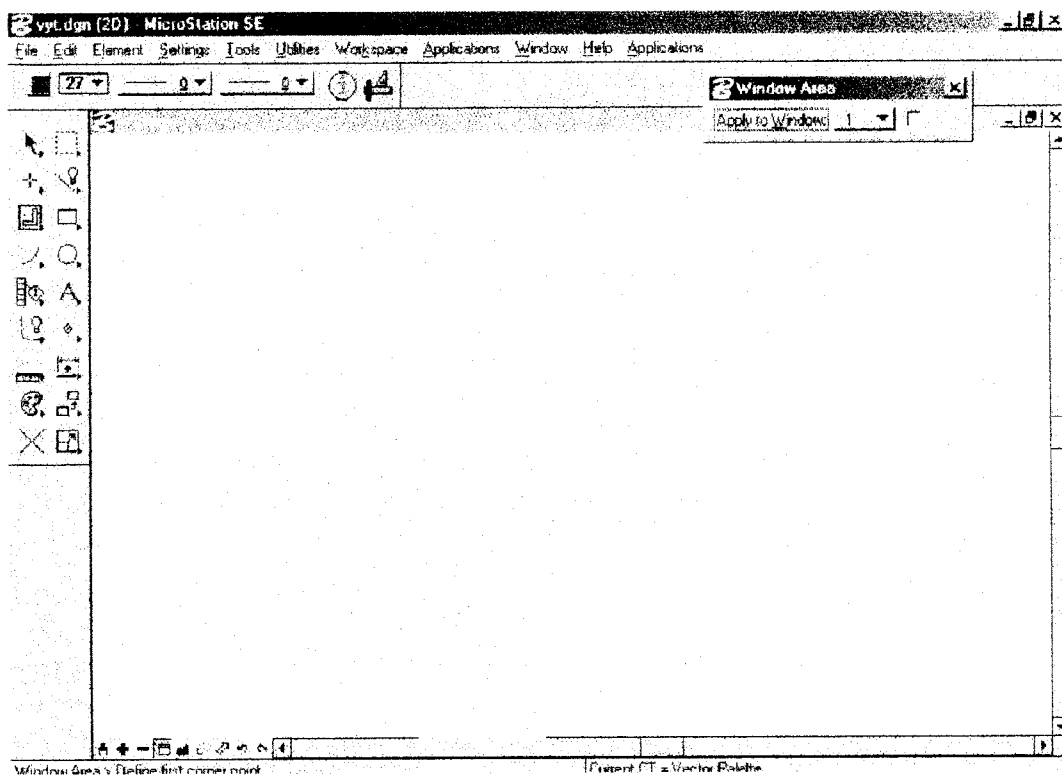 vyt.dgn (2D) - MicroStation SE
File Edit Element Settings Tools Utilities Workspace Applications Window Help Applications
27 0 0
Window Area
Apply to Window: 1
A
Window Area > Define first corner point
Current CT = Vector Palette